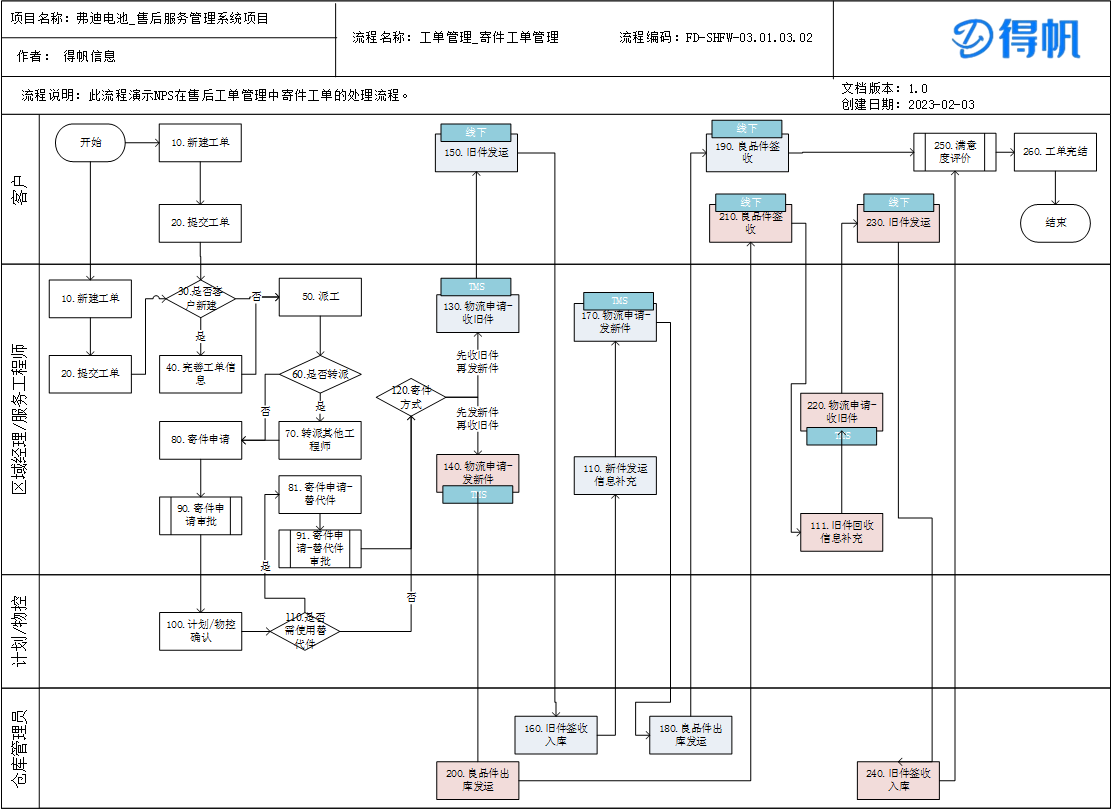 项目名称：弗迪电池_售后服务管理系统项目
作者： 得帆信息
流程名称：工单管理_寄件工单管理
流程编码：FD-SHFW-03.01.03.02
得帆
流程说明：此流程演示NPS在售后工单管理中寄件工单的处理流程。
文档版本：1.0
创建日期：2023-02-03
客户
开始
10.新建工单
20.提交工单
线下
150.旧件发运
线下
190.良品件签
收
线下
210.良品件签
收
线下
230.旧件发运
250.满意
度评价
260.工单完结
结束
区域经理/服务工程师
10.新建工单
20.提交工单
30.是否客
户新建
否
是
40.完善工单信
息
50.派工
60.是否转派
否
是
70.转派其他工
程师
80.寄件申请
90.寄件申
请审批
81.寄件申请-
替代件
91.寄件申
请-替代件
审批
是
120.寄件
方式
先收旧件
再发新件
先发新件
再收旧件
TMS
130.物流申请-
收旧件
140.物流申请-
发新件
TMS
TMS
170.物流申请-
发新件
110.新件发运
信息补充
220.物流申请-
收旧件
TMS
111.旧件回收
信息补充
计划/物控
100.计划/物控
确认
110.是否
需使用替
代件
否
仓库管理员
160.旧件签收
入库
180.良品件出
库发运
200.良品件出
库发运
240.旧件签收
入库